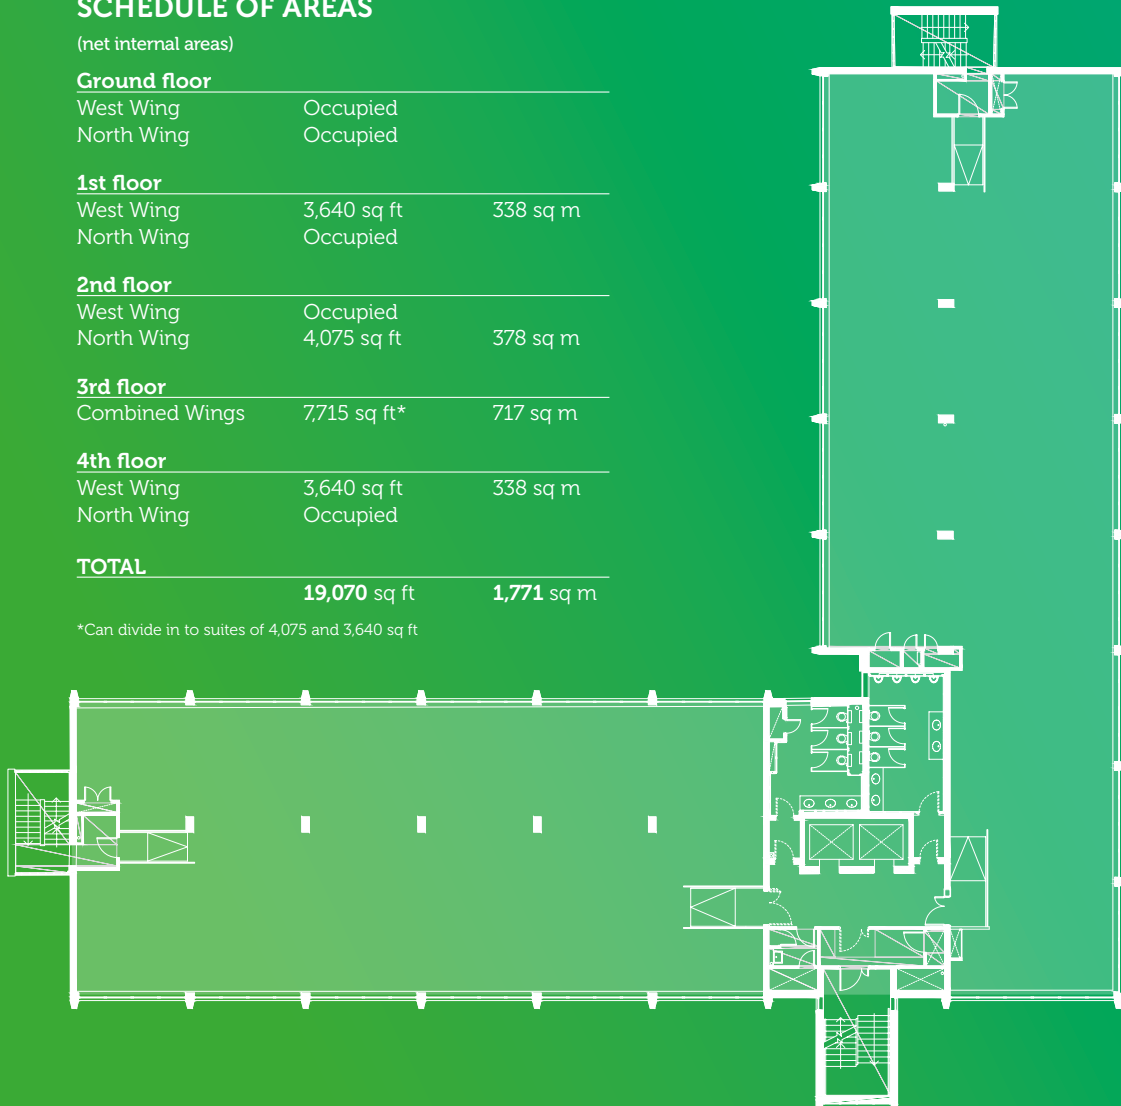 SCHEDULE OF AREAS
(net internal areas)
Ground floor
West Wing Occupied
North Wing Occupied
1st floor
West Wing 3,640 sq ft 338 sq m
North Wing Occupied
2nd floor
West Wing Occupied
North Wing 4,075 sq ft 378 sq m
3rd floor
Combined Wings 7,715 sq ft* 717 sq m
4th floor
West Wing 3,640 sq ft 338 sq m
North Wing Occupied
TOTAL
19,070 sq ft 1,771 sq m
*Can divide in to suites of 4,075 and 3,640 sq ft